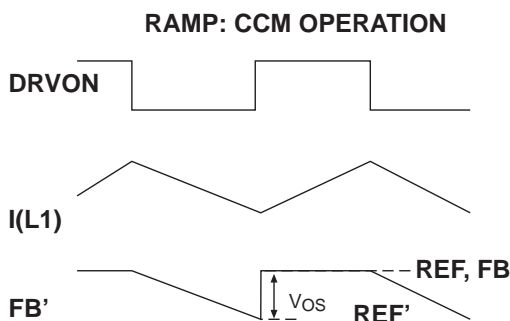 RAMP: CCM OPERATION
DRVON
I(L1)
REF, FB
VOS
FB'
REF'